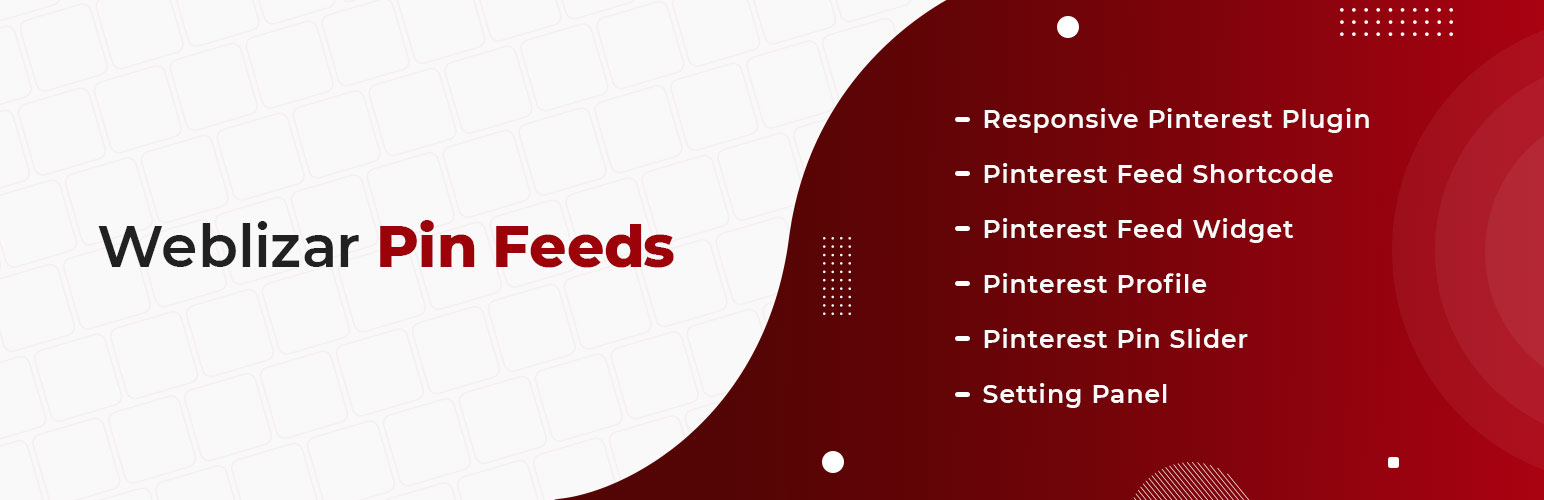 Weblizar Pin Feeds
Responsive Pinterest Plugin
Pinterest Feed Shortcode
Pinterest Feed Widget
Pinterest Profile
Pinterest Pin Slider
Setting Panel